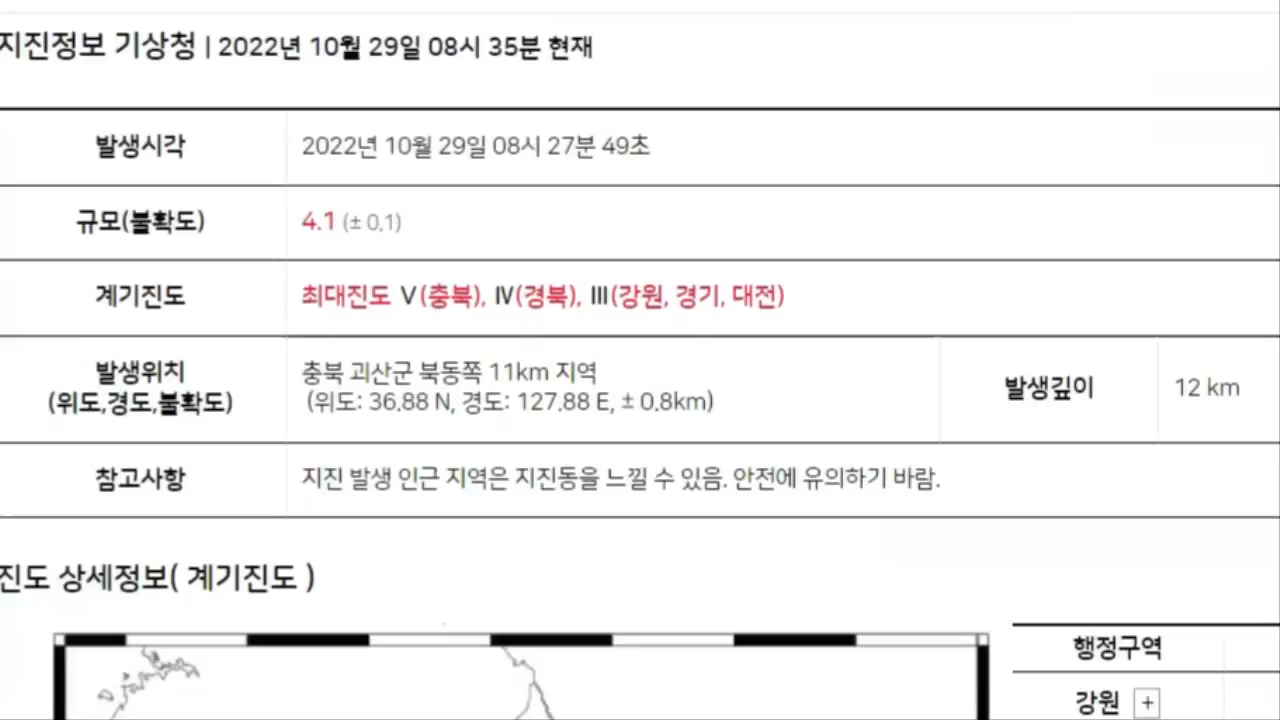 지진정보 기상청 | 2022년 10월 29일 08시 35분 현재
발생시각 2022년 10월 29일 08시 27분 49초
규모(불확도) 4.1 (± 0.1)
계기진도 최대진도 Ⅴ(충북), Ⅳ(경북), Ⅲ(강원, 경기, 대전)
발생위치
(위도,경도,불확도)
충북 괴산군 북동쪽 11km 지역
(위도: 36.88 N, 경도: 127.88 E, ± 0.8km)
발생깊이 12 km
참고사항 지진 발생 인근 지역은 지진동을 느낄 수 있음. 안전에 유의하기 바람.
진도 상세정보( 계기진도 )
행정구역
강원 +